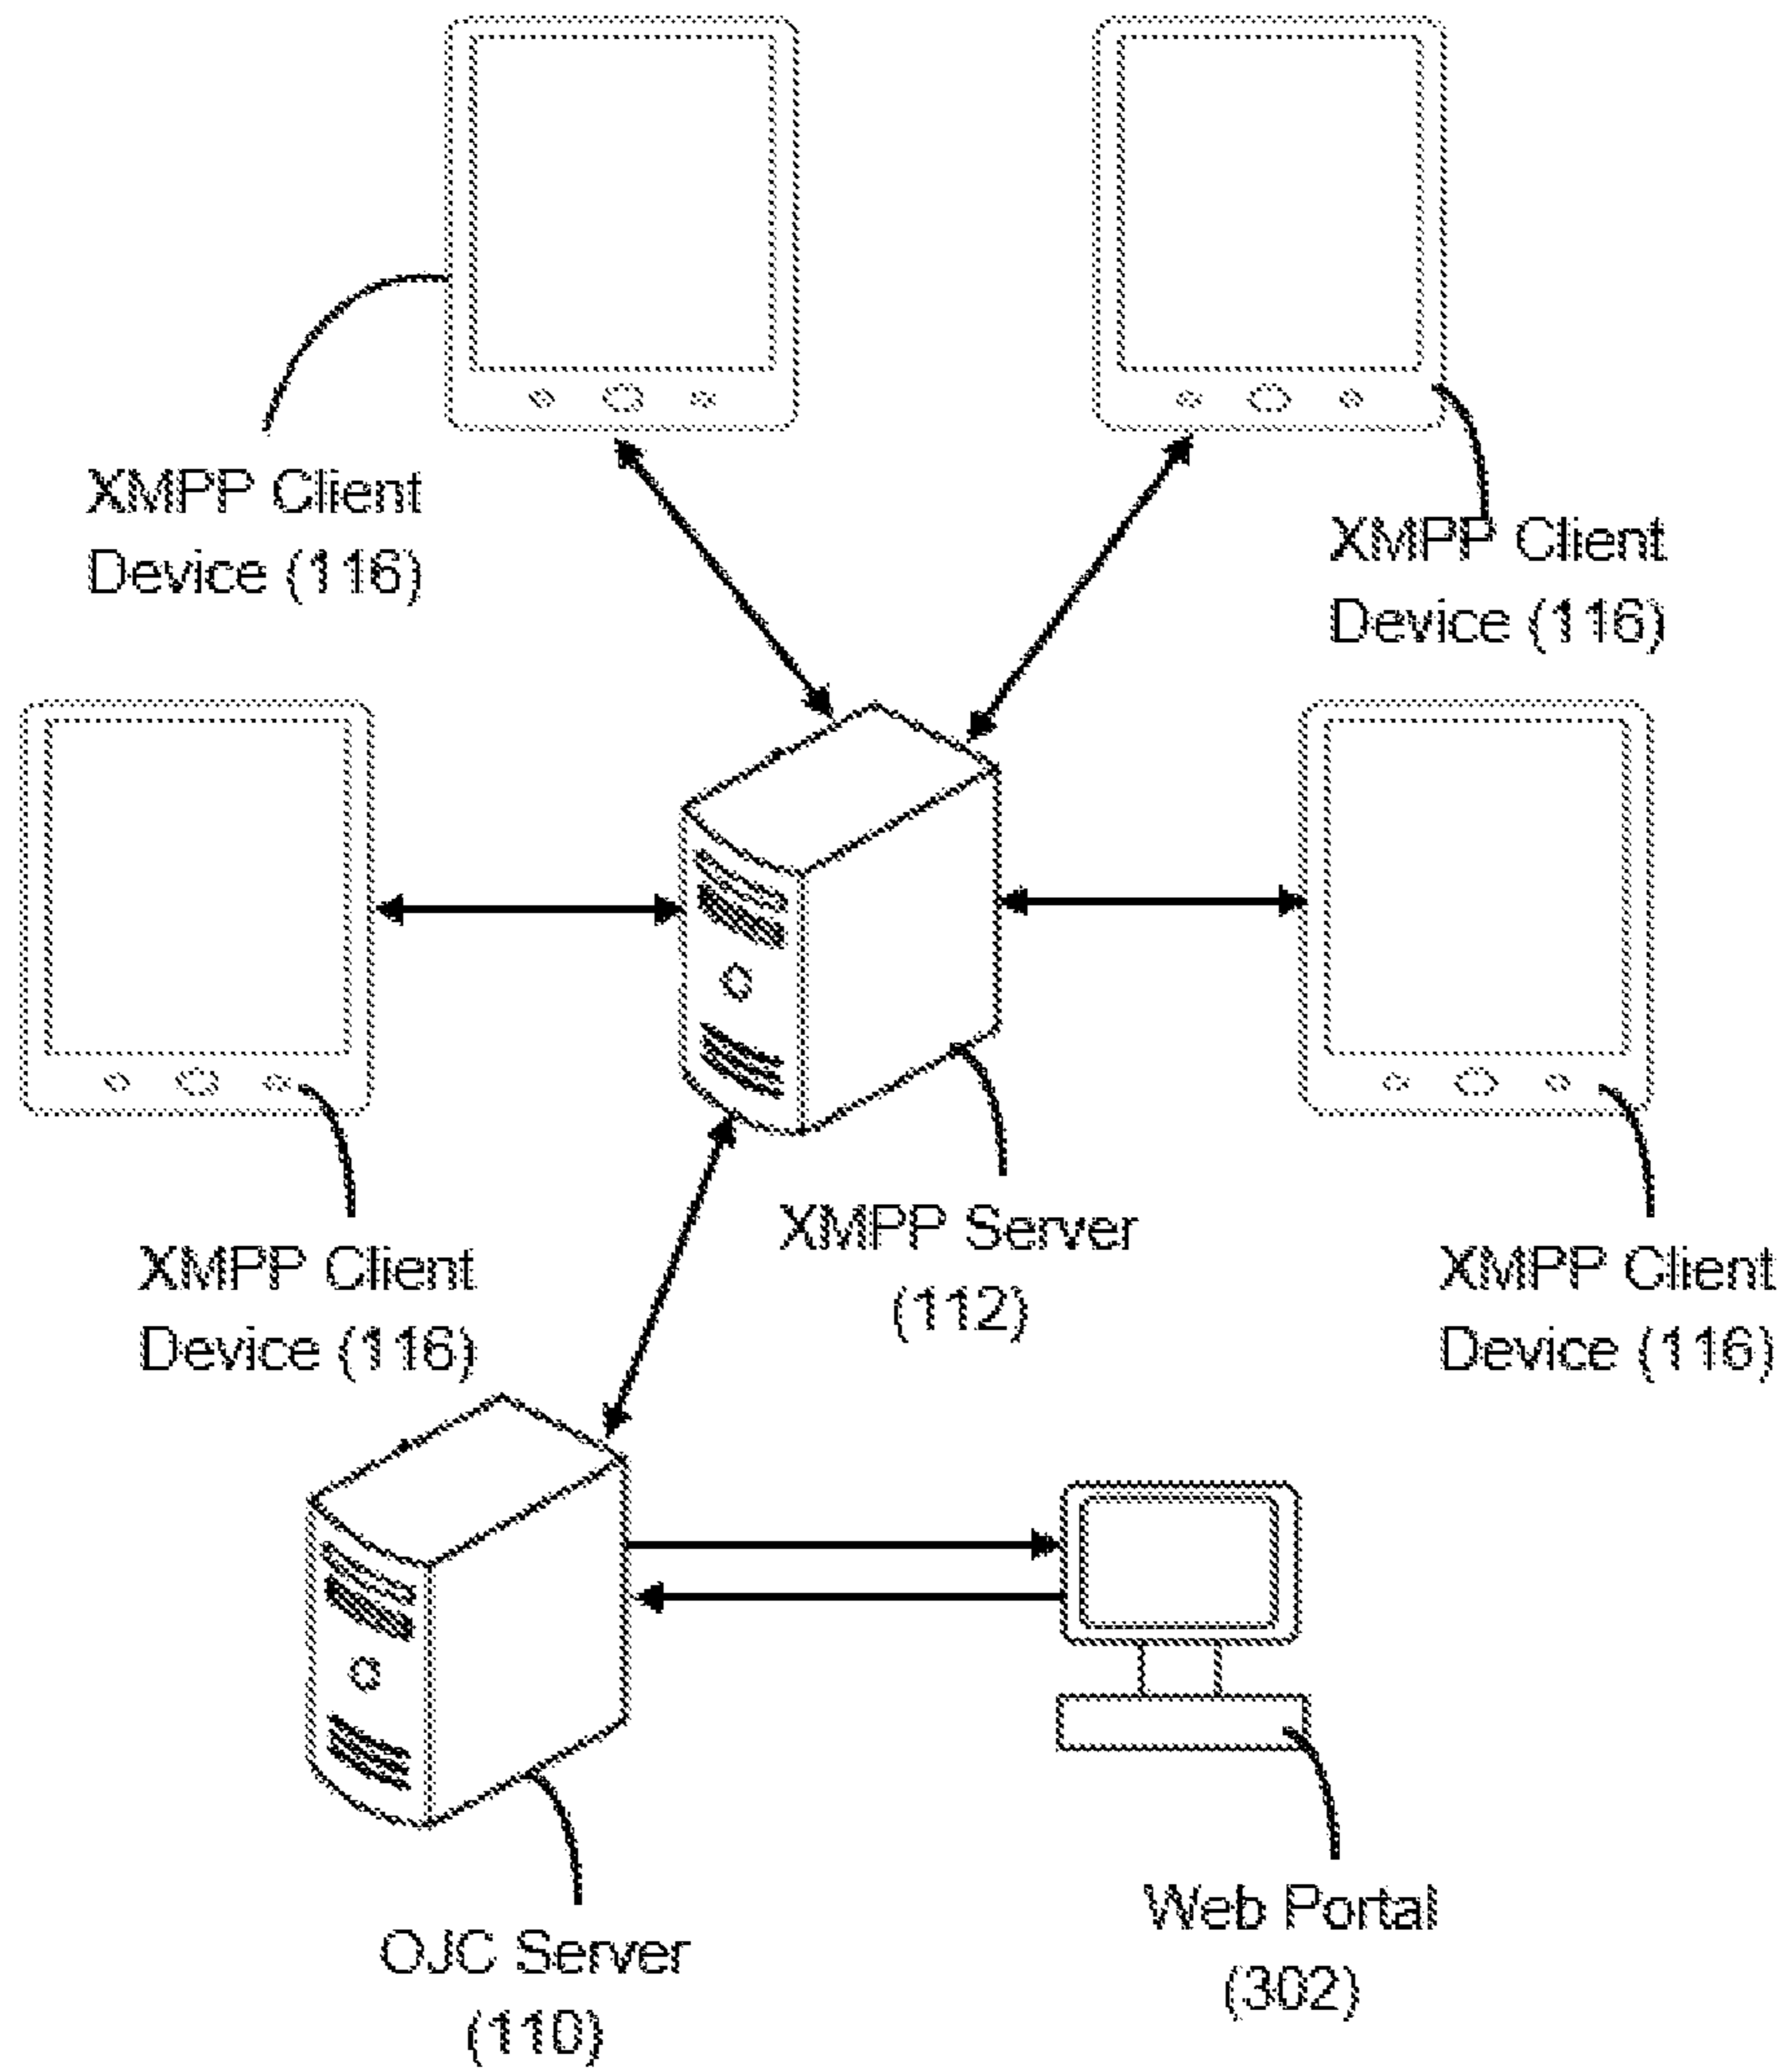 XMPP Client
Device (116)
XMPP Client
Device (116)
XMPP Server
(112)
XMPP Client
Device (116)
XMPP Client
Device (116)
OJC Server
(110)
Web Portal
(302)